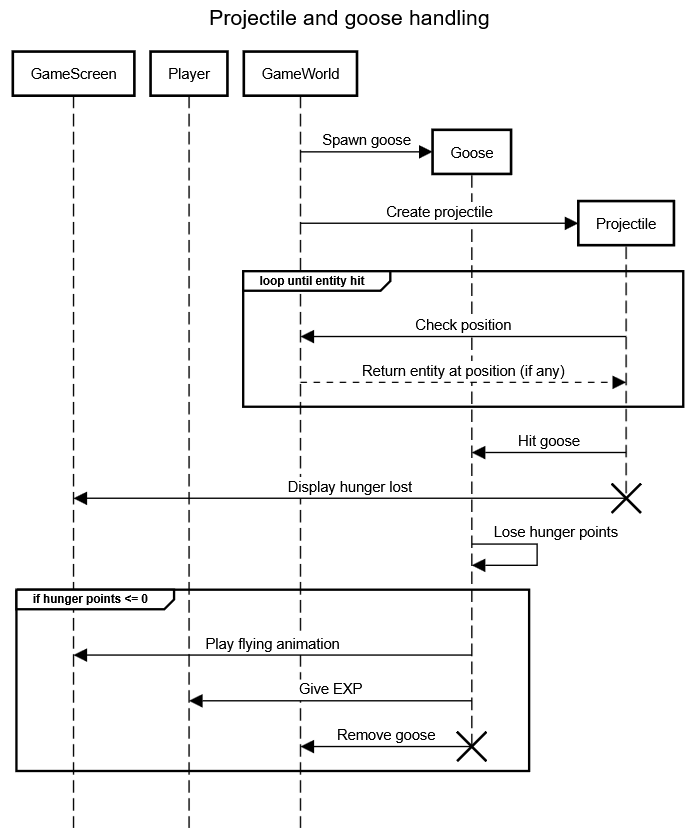 Projectile and goose handling
GameScreen
Player
GameWorld
Spawn goose
Goose
Create projectile
Projectile
loop until entity hit
Check position
Return entity at position (if any)
Hit goose
Display hunger lost
Lose hunger points
if hunger points <= 0
Play flying animation
Give EXP
Remove goose